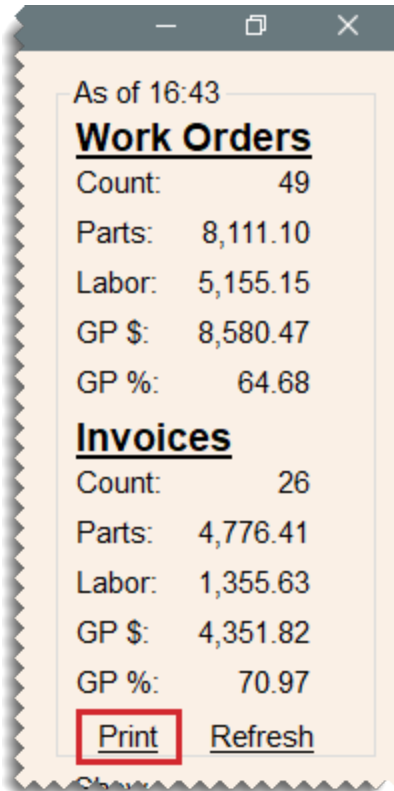 As of 16:43
Work Orders
Count: 49
Parts: 8,111.10
Labor: 5,155.15
GP $: 8,580.47
GP %: 64.68
Invoices
Count: 26
Parts: 4,776.41
Labor: 1,355.63
GP $: 4,351.82
GP %: 70.97
Print Refresh